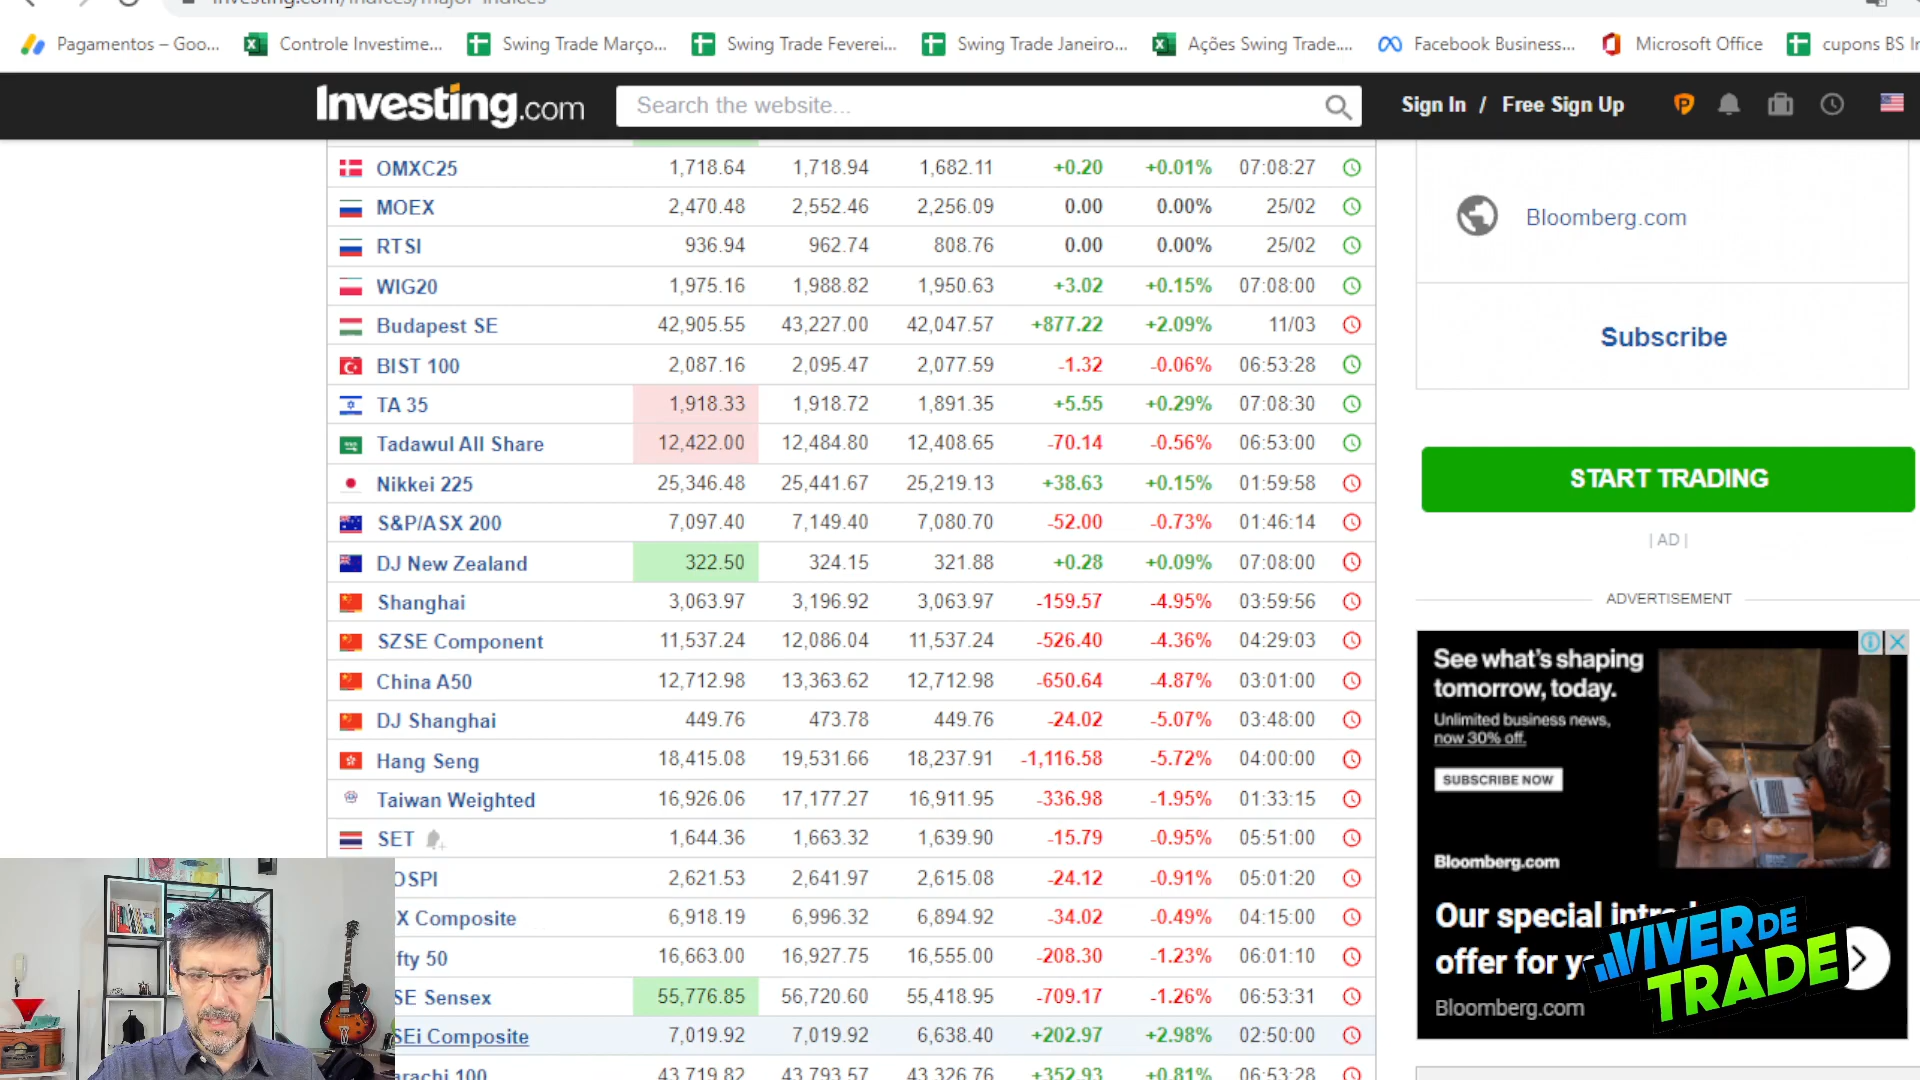 Pagamentos – Goo... Controle Investime... Swing Trade Março... Swing Trade Feverei... Swing Trade Janeiro... Ações Swing Trade.... Facebook Business... Microsoft Office cupons BS In
Investing.com Search the website... Sign In / Free Sign Up
OMXC25 1,718.64 1,718.94 1,682.11 +0.20 +0.01% 07:08:27
MOEX 2,470.48 2,552.46 2,256.09 0.00 0.00% 25/02
RTSI 936.94 962.74 808.76 0.00 0.00% 25/02
WIG20 1,975.16 1,988.82 1,950.63 +3.02 +0.15% 07:08:00
Budapest SE 42,905.55 43,227.00 42,047.57 +877.22 +2.09% 11/03
BIST 100 2,087.16 2,095.47 2,077.59 -1.32 -0.06% 06:53:28
TA 35 1,918.33 1,918.72 1,891.35 +5.55 +0.29% 07:08:30
Tadawul All Share 12,422.00 12,484.80 12,408.65 -70.14 -0.56% 06:53:00
Nikkei 225 25,346.48 25,441.67 25,219.13 +38.63 +0.15% 01:59:58
S&P/ASX 200 7,097.40 7,149.40 7,080.70 -52.00 -0.73% 01:46:14
DJ New Zealand 322.50 324.15 321.88 +0.28 +0.09% 07:08:00
Shanghai 3,063.97 3,196.92 3,063.97 -159.57 -4.95% 03:59:56
SZSE Component 11,537.24 12,086.04 11,537.24 -526.40 -4.36% 04:29:03
China A50 12,712.98 13,363.62 12,712.98 -650.64 -4.87% 03:01:00
DJ Shanghai 449.76 473.78 449.76 -24.02 -5.07% 03:48:00
Hang Seng 18,415.08 19,531.66 18,237.91 -1,116.58 -5.72% 04:00:00
Taiwan Weighted 16,926.06 17,177.27 16,911.95 -336.98 -1.95% 01:33:15
SET 1,644.36 1,663.32 1,639.90 -15.79 -0.95% 05:51:00
OSPI 2,621.53 2,641.97 2,615.08 -24.12 -0.91% 05:01:20
X Composite 6,918.19 6,996.32 6,894.92 -34.02 -0.49% 04:15:00
fty 50 16,663.00 16,927.75 16,555.00 -208.30 -1.23% 06:01:10
SE Sensex 55,776.85 56,720.60 55,418.95 -709.17 -1.26% 06:53:31
SEi Composite 7,019.92 7,019.92 6,638.40 +202.97 +2.98% 02:50:00
arachi 100 43,719.82 43,793.57 43,326.76 +352.93 +0.81% 06:53:28
Bloomberg.com
Subscribe
START TRADING
| AD |
ADVERTISEMENT
See what's shaping
tomorrow, today.
Unlimited business news,
now 30% off.
SUBSCRIBE NOW
Bloomberg.com
Our special
offer for
Bloomberg.com
VIVER DE
TRADE